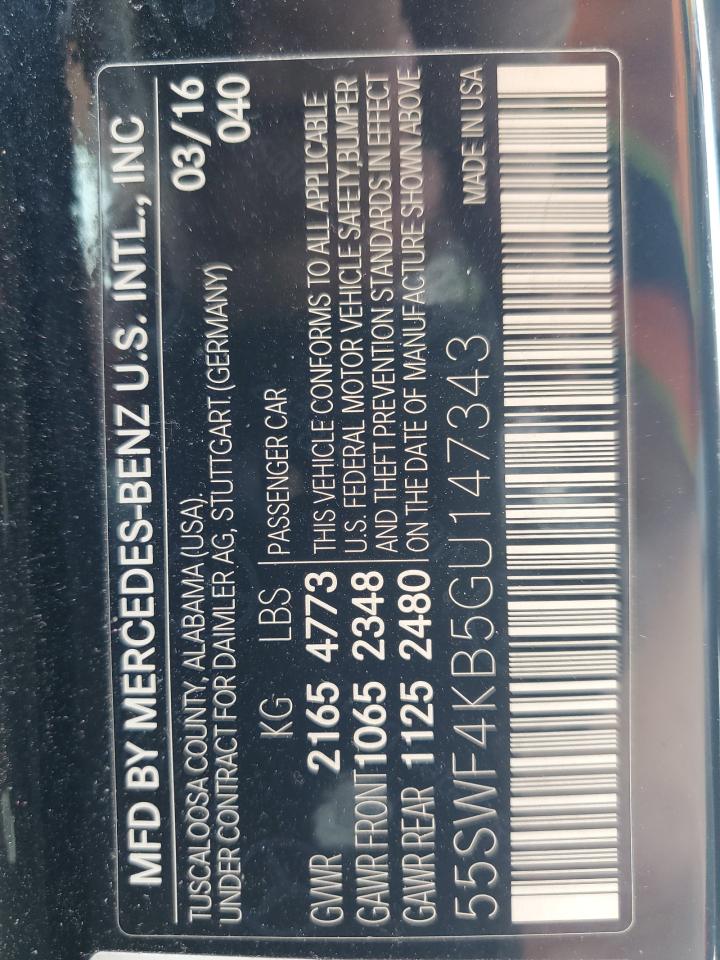 MFD BY MERCEDES-BENZ U.S. INTL., INC
TUSCALOOSA COUNTY, ALABAMA (USA) 03/16
UNDER CONTRACT FOR DAIMLER AG, STUTTGART (GERMANY) 040
KG LBS PASSENGER CAR
GVWR 2165 4773 THIS VEHICLE CONFORMS TO ALL APPLICABLE
GAWR FRONT 1065 2348 U.S. FEDERAL MOTOR VEHICLE SAFETY, BUMPER
GAWR REAR 1125 2480 AND THEFT PREVENTION STANDARDS IN EFFECT
ON THE DATE OF MANUFACTURE SHOWN ABOVE
55SWF4KB5GU147343 MADE IN USA